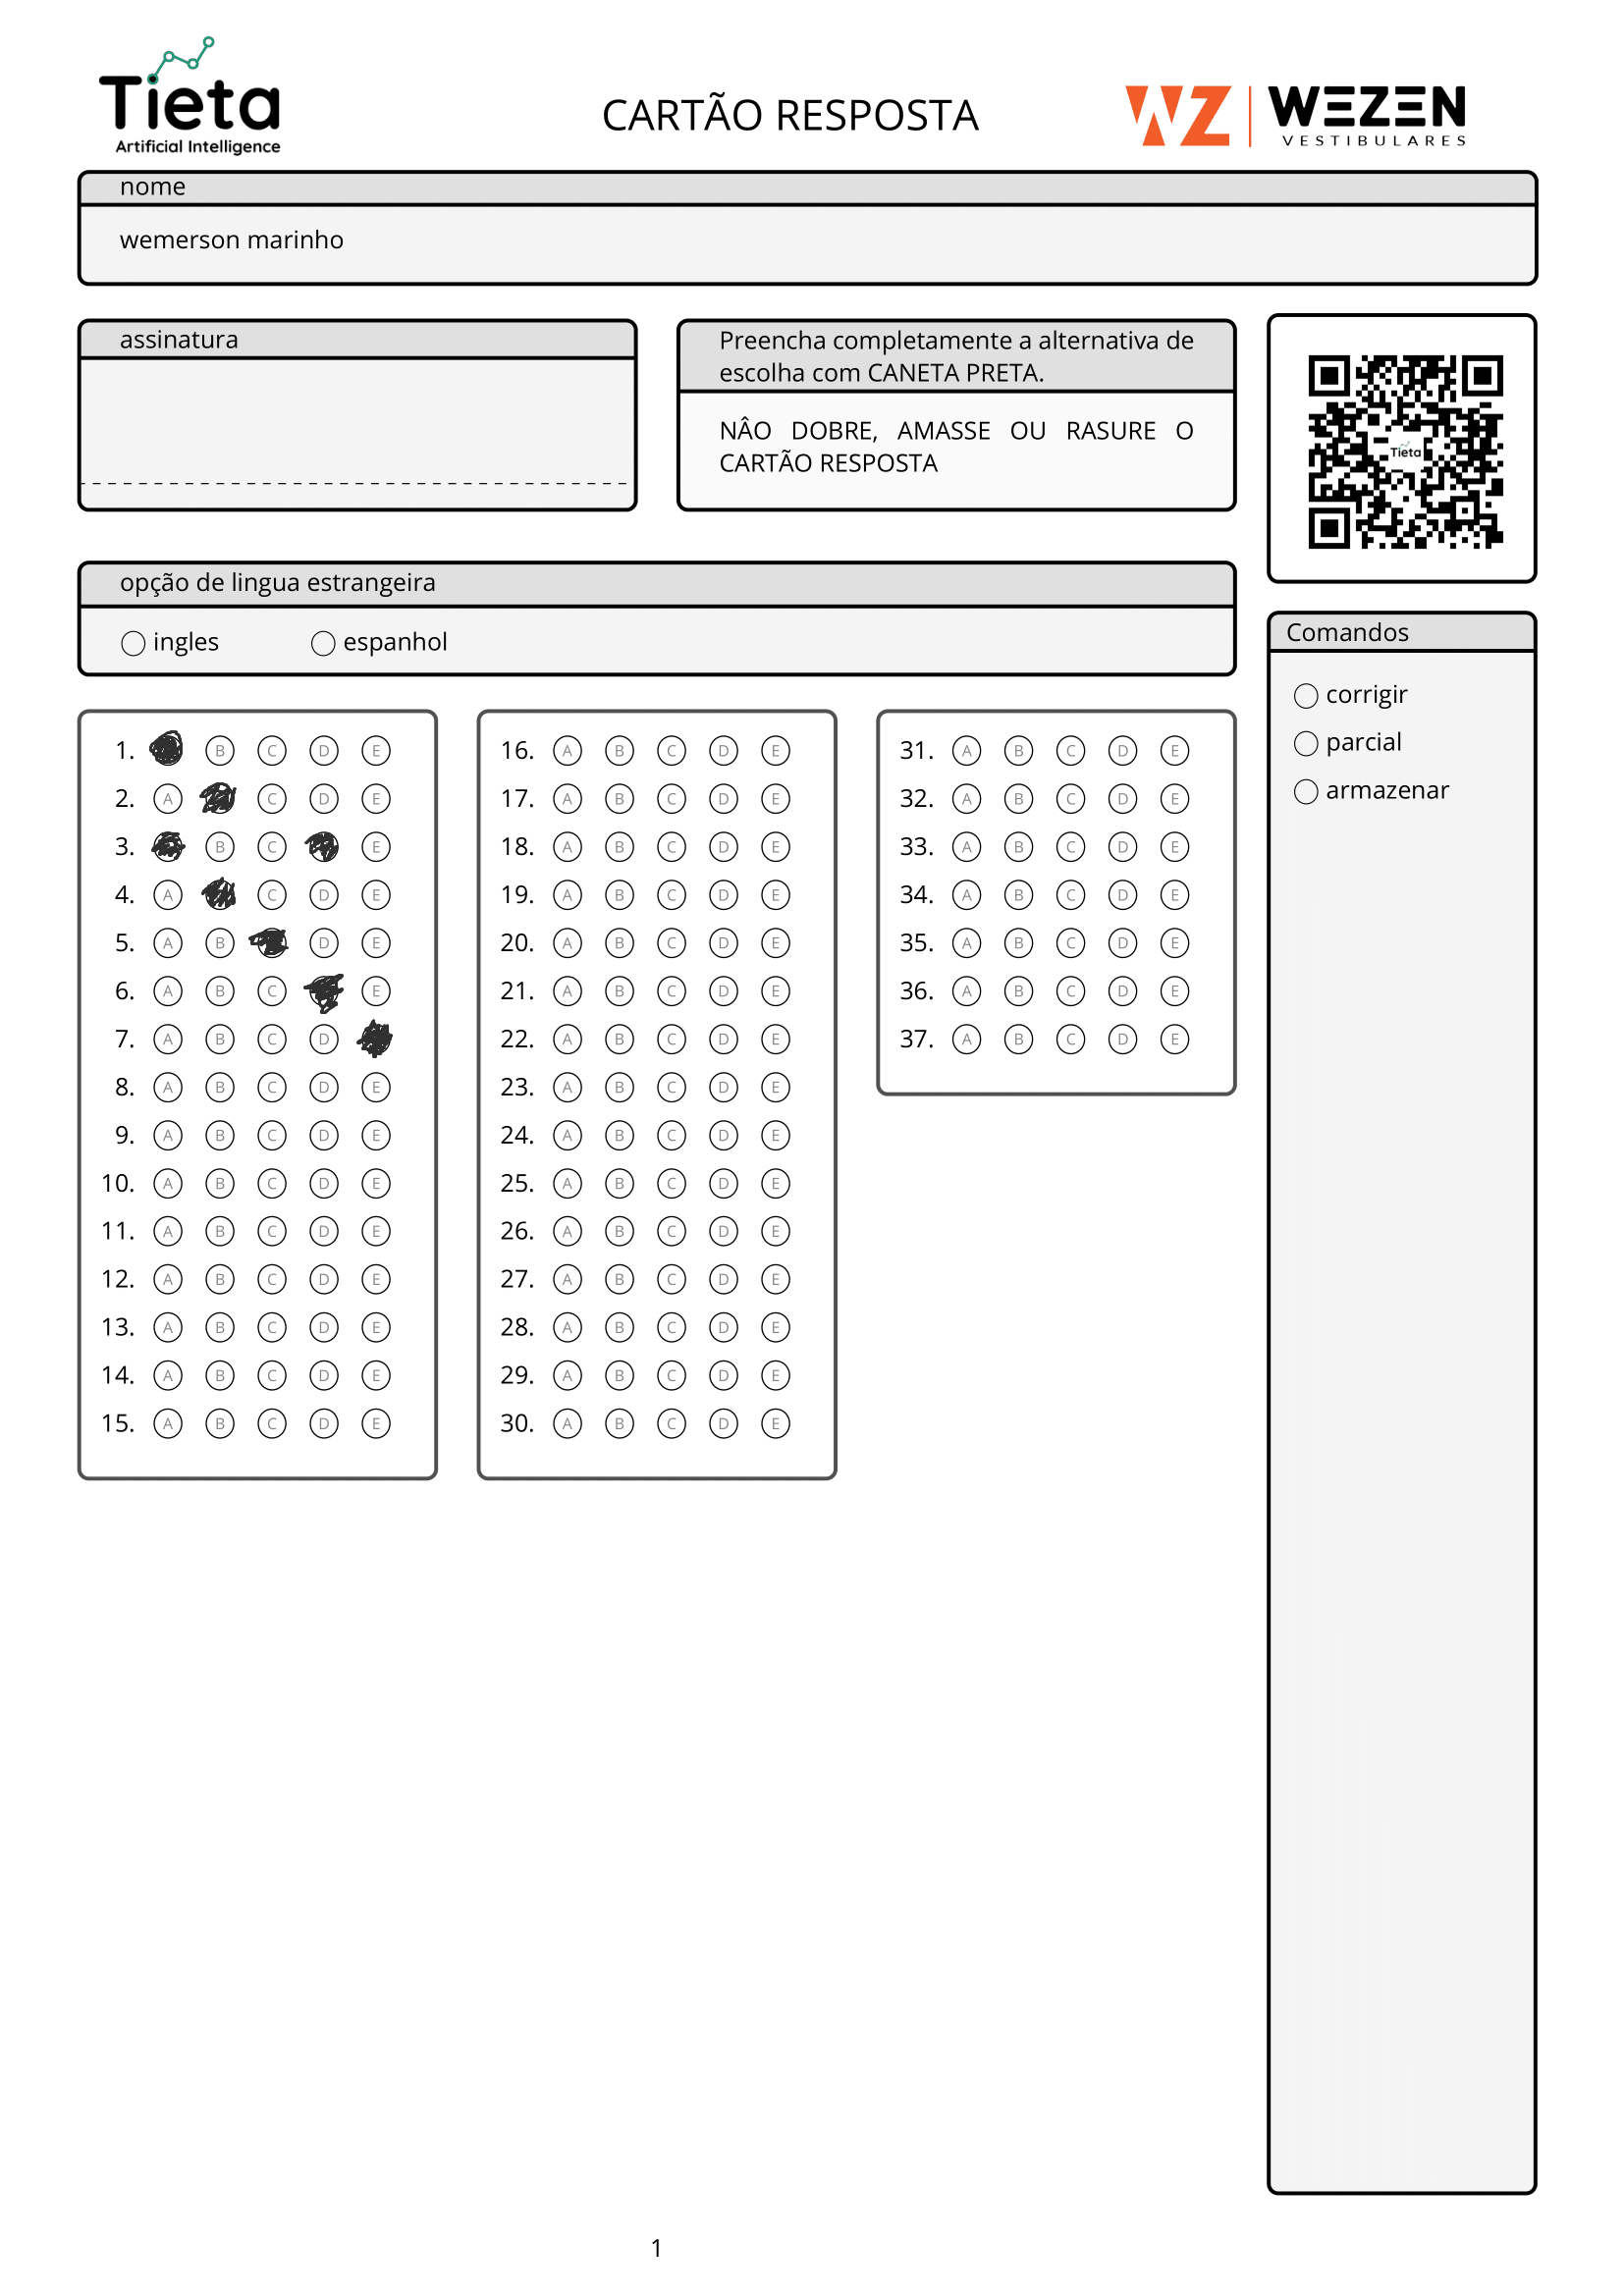 Tieta
Artificial Intelligence
CARTÃO RESPOSTA
WZ WEZEN
VESTIBULARES
nome
wemerson marinho
assinatura
Preencha completamente a alternativa de
escolha com CANETA PRETA.
NÂO DOBRE, AMASSE OU RASURE O
CARTÃO RESPOSTA
Tieta
opção de lingua estrangeira
ingles espanhol
Comandos
corrigir
parcial
armazenar
1. B C D E
2. A C D E
3. B C E
4. A C D E
5. A B D E
6. A B C E
7. A B C D
8. A B C D E
9. A B C D E
10. A B C D E
11. A B C D E
12. A B C D E
13. A B C D E
14. A B C D E
15. A B C D E
16. A B C D E
17. A B C D E
18. A B C D E
19. A B C D E
20. A B C D E
21. A B C D E
22. A B C D E
23. A B C D E
24. A B C D E
25. A B C D E
26. A B C D E
27. A B C D E
28. A B C D E
29. A B C D E
30. A B C D E
31. A B C D E
32. A B C D E
33. A B C D E
34. A B C D E
35. A B C D E
36. A B C D E
37. A B C D E
1